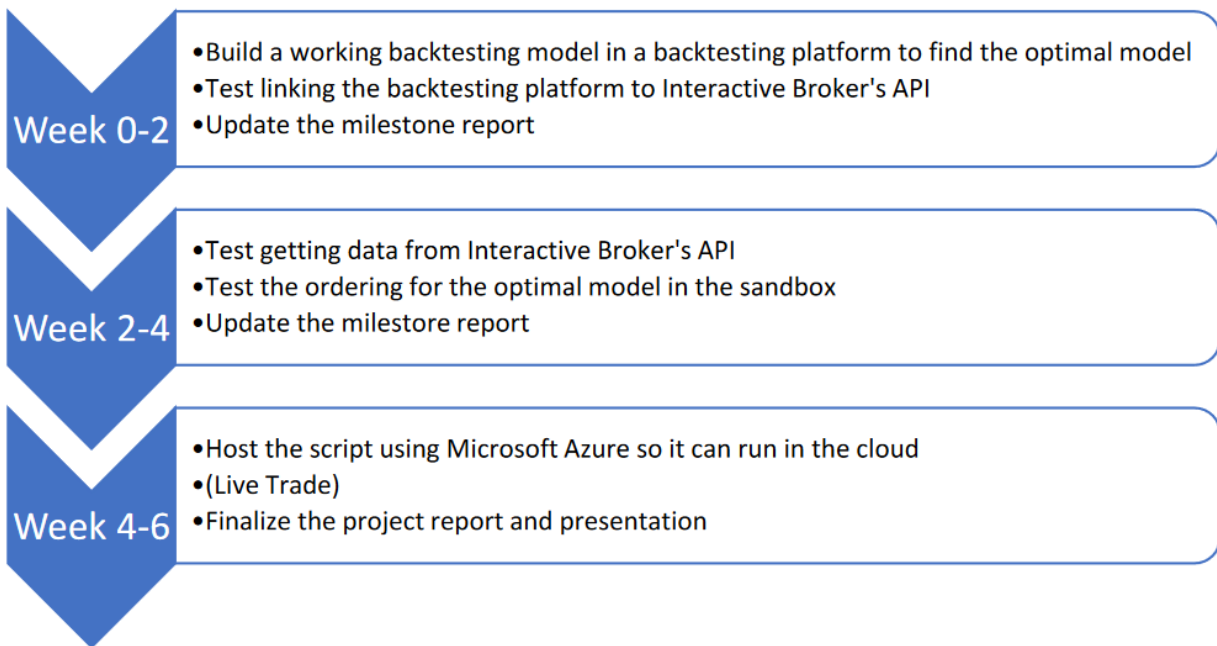 Week 0-2
•Build a working backtesting model in a backtesting platform to find the optimal model
•Test linking the backtesting platform to Interactive Broker's API
•Update the milestone report
Week 2-4
•Test getting data from Interactive Broker's API
•Test the ordering for the optimal model in the sandbox
•Update the milestore report
Week 4-6
•Host the script using Microsoft Azure so it can run in the cloud
•(Live Trade)
•Finalize the project report and presentation